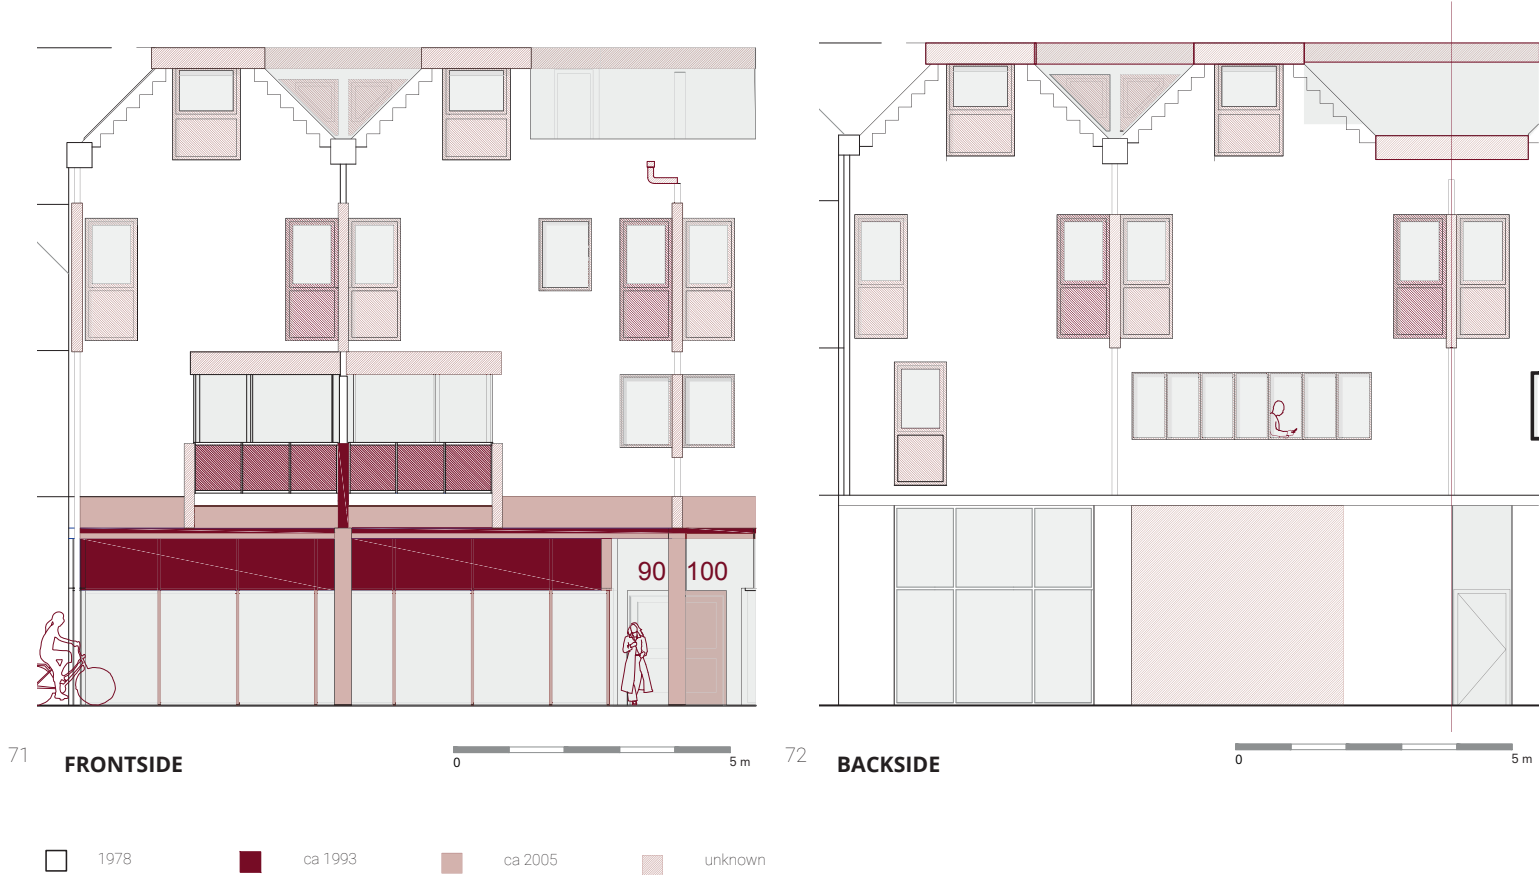 90 100
71 FRONTSIDE
0 5 m
72 BACKSIDE
0 5 m
1978 ca 1993 ca 2005 unknown